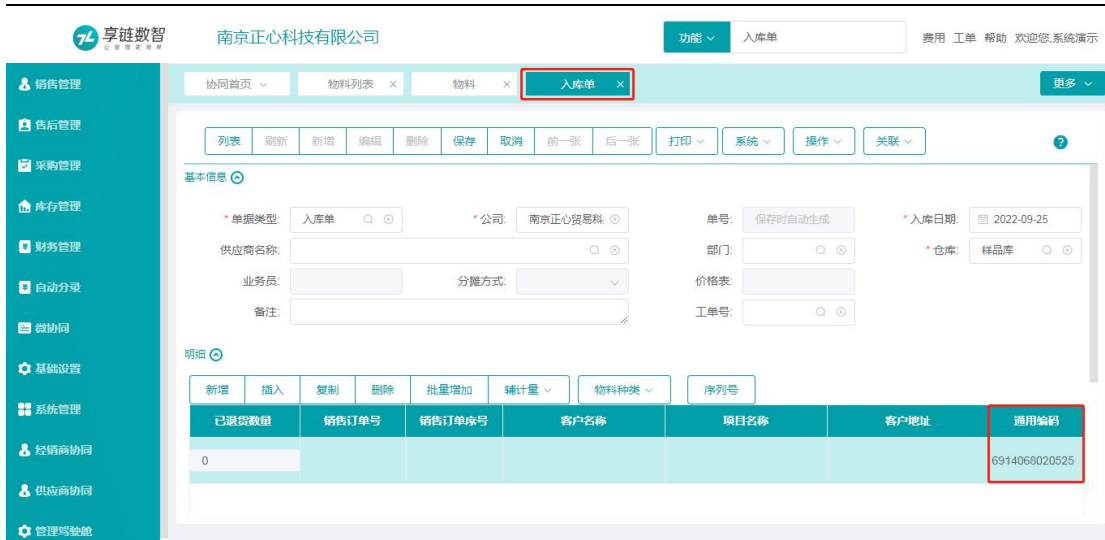 享链数智
让管理更简单
南京正心科技有限公司
功能
入库单
费用 工单 帮助 欢迎您,系统演示
销售管理
售后管理
采购管理
库存管理
财务管理
自动分录
微协同
基础设置
系统管理
经销商协同
供应商协同
管理驾驶舱
协同首页 物料列表 × 物料 × 入库单 × 更多
列表 刷新 新增 编辑 删除 保存 取消 前一张 后一张 打印 系统 操作 关联 ?
基本信息
* 单据类型: 入库单 * 公司: 南京正心贸易科 单号: 保存时自动生成 * 入库日期: 2022-09-25
供应商名称: 部门: * 仓库: 样品库
业务员: 分摊方式: 价格表:
备注: 工单号:
明细
新增 插入 复制 删除 批量增加 辅计量 物料种类 序列号
已退货数量 销售订单号 销售订单序号 客户名称 项目名称 客户地址 通用编码
0 6914068020525